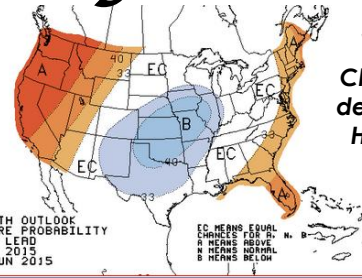 A
40
33
EC
B
EC
A
33
EC
EC
40
33
A
TH OUTLOOK
RE PROBABILITY
LEAD
2015
UN 2015
EC MEANS EQUAL
CHANCES FOR A, N, B
A MEANS ABOVE
N MEANS NORMAL
B MEANS BELOW
Cl
de
H